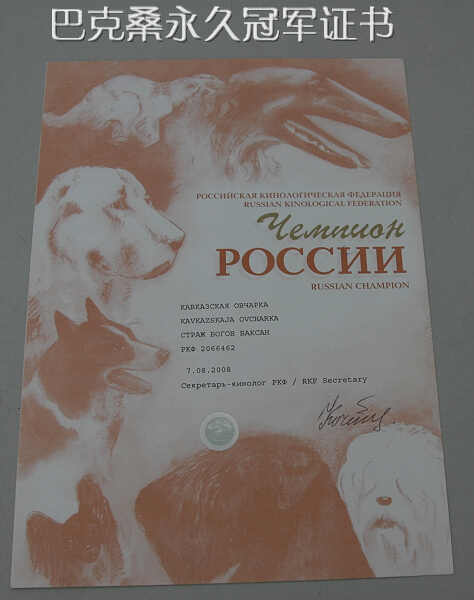 巴克桑永久冠军证书
РОССИЙСКАЯ КИНОЛОГИЧЕСКАЯ ФЕДЕРАЦИЯ
RUSSIAN KINOLOGICAL FEDERATION
Чемпион
РОССИИ
RUSSIAN CHAMPION
КАВКАЗСКАЯ ОВЧАРКА
KAVKAZSKAJA OVCHARKA
СТРАЖ БОГОВ БАКСАН
РКФ 2066462
7.08.2008
Секретарь-кинолог РКФ / RKF Secretary